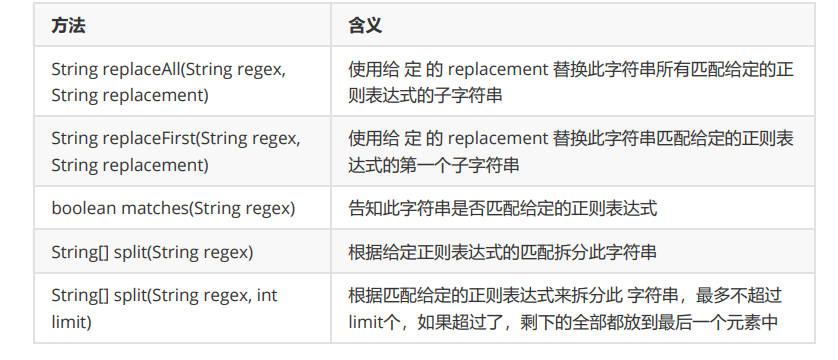 方法
含义
String replaceAll(String regex,
String replacement)
使用给 定 的 replacement 替换此字符串所有匹配给定的正
则表达式的子字符串
String replaceFirst(String regex,
String replacement)
使用给 定 的 replacement 替换此字符串匹配给定的正则表
达式的第一个子字符串
boolean matches(String regex)
告知此字符串是否匹配给定的正则表达式
String[] split(String regex)
根据给定正则表达式的匹配拆分此字符串
String[] split(String regex, int
limit)
根据匹配给定的正则表达式来拆分此 字符串，最多不超过
limit个，如果超过了，剩下的全部都放到最后一个元素中